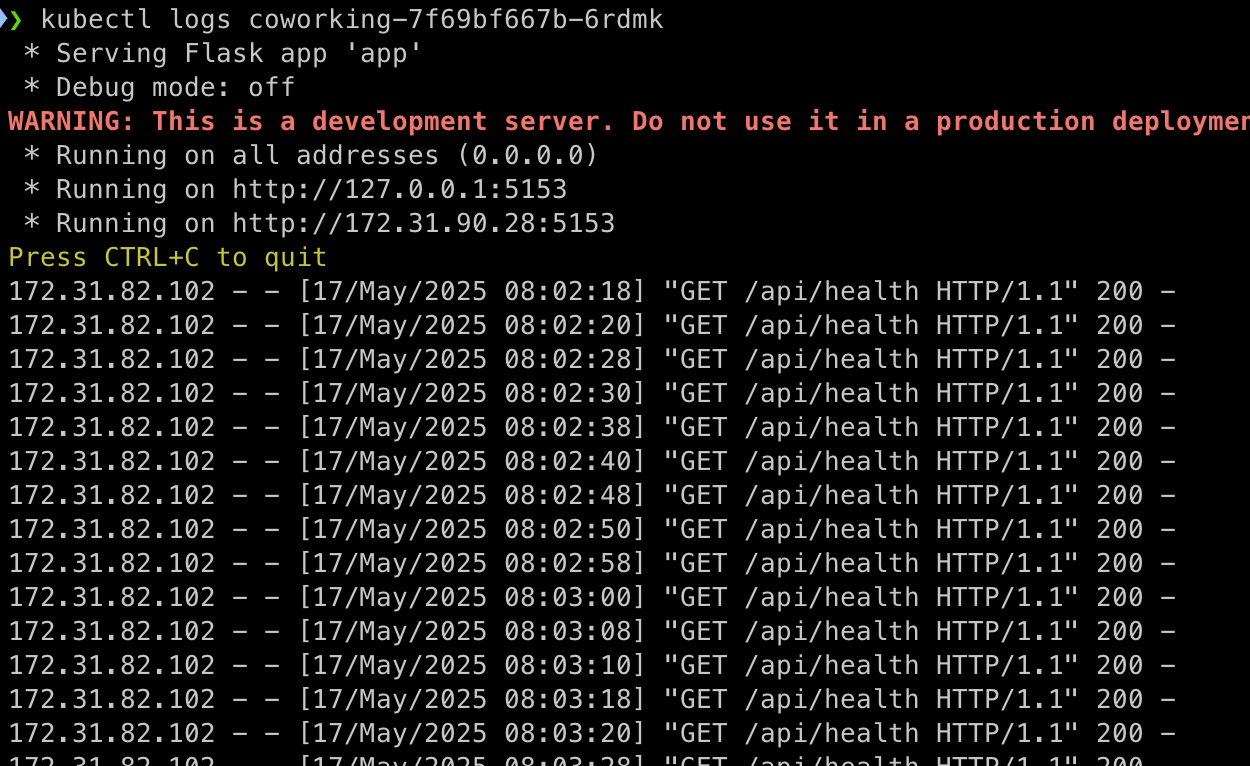 ❯ kubectl logs coworking-7f69bf667b-6rdmk
 * Serving Flask app 'app'
 * Debug mode: off
WARNING: This is a development server. Do not use it in a production
 * Running on all addresses (0.0.0.0)
 * Running on http://127.0.0.1:5153
 * Running on http://172.31.90.28:5153
Press CTRL+C to quit
172.31.82.102 - - [17/May/2025 08:02:18] "GET /api/health HTTP/1.1" 200 -
172.31.82.102 - - [17/May/2025 08:02:20] "GET /api/health HTTP/1.1" 200 -
172.31.82.102 - - [17/May/2025 08:02:28] "GET /api/health HTTP/1.1" 200 -
172.31.82.102 - - [17/May/2025 08:02:30] "GET /api/health HTTP/1.1" 200 -
172.31.82.102 - - [17/May/2025 08:02:38] "GET /api/health HTTP/1.1" 200 -
172.31.82.102 - - [17/May/2025 08:02:40] "GET /api/health HTTP/1.1" 200 -
172.31.82.102 - - [17/May/2025 08:02:48] "GET /api/health HTTP/1.1" 200 -
172.31.82.102 - - [17/May/2025 08:02:50] "GET /api/health HTTP/1.1" 200 -
172.31.82.102 - - [17/May/2025 08:02:58] "GET /api/health HTTP/1.1" 200 -
172.31.82.102 - - [17/May/2025 08:03:00] "GET /api/health HTTP/1.1" 200 -
172.31.82.102 - - [17/May/2025 08:03:08] "GET /api/health HTTP/1.1" 200 -
172.31.82.102 - - [17/May/2025 08:03:10] "GET /api/health HTTP/1.1" 200 -
172.31.82.102 - - [17/May/2025 08:03:18] "GET /api/health HTTP/1.1" 200 -
172.31.82.102 - - [17/May/2025 08:03:20] "GET /api/health HTTP/1.1" 200 -